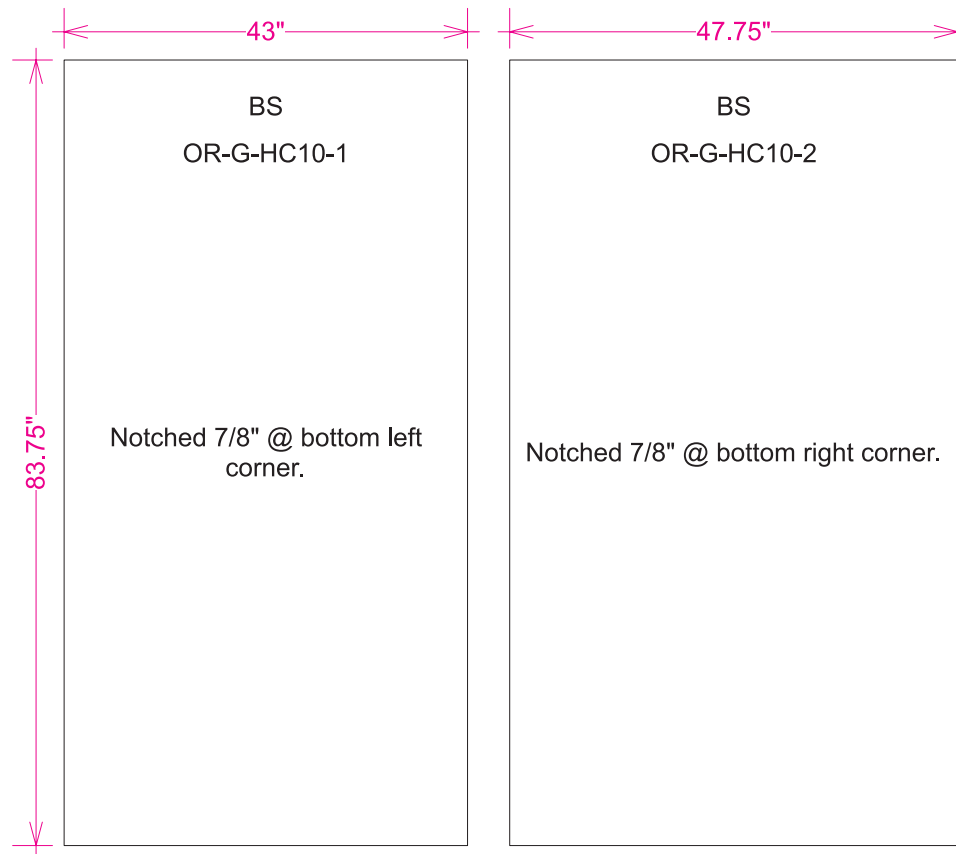 43"
47.75"
BS
OR-G-HC10-1
BS
OR-G-HC10-2
83.75"
Notched 7/8" @ bottom left
corner.
Notched 7/8" @ bottom right corner.